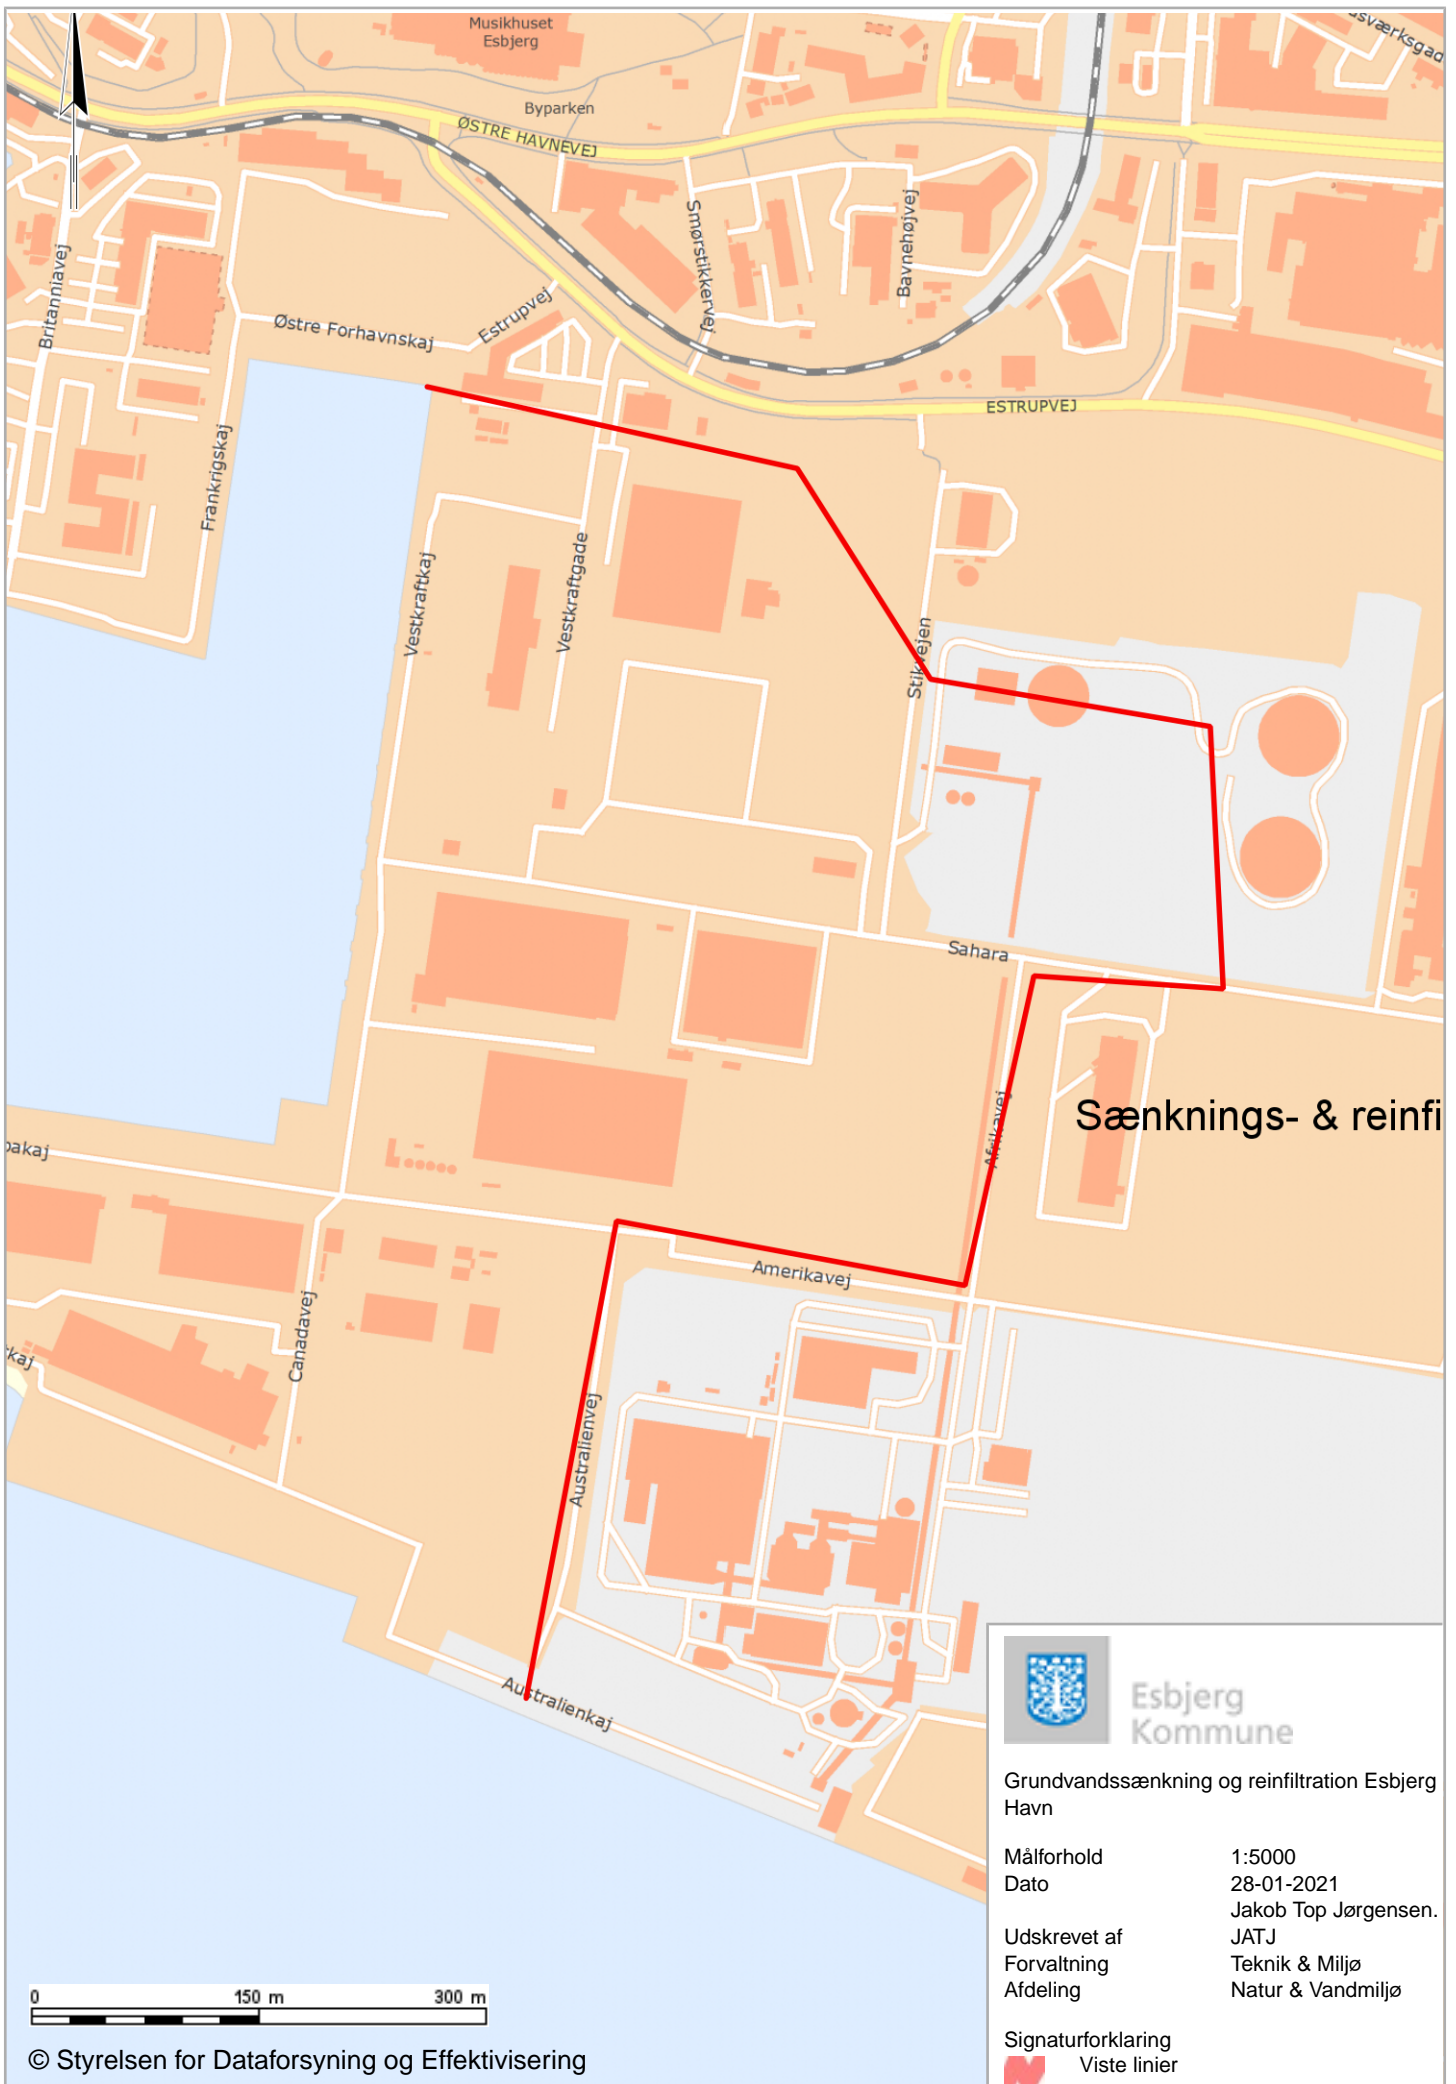 Musikhuset
Esbjerg
Byparken
ØSTRE HAVNEVEJ
Smørstikkervej
Bavnehøjvej
Britanniavej
Østre Forhavnskaj
Estrupvej
ESTRUPVEJ
Frankrigskaj
Vestkraftkaj
Vestkraftgade
Stikvejen
Sahara
Afrikavej
Sænknings- & reinfi
Amerikavej
Canadavej
Australienvej
Australienkaj
Esbjerg
Kommune
Grundvandssænkning og reinfiltration Esbjerg
Havn
Målforhold 1:5000
Dato 28-01-2021
Jakob Top Jørgensen.
Udskrevet af JATJ
Forvaltning Teknik & Miljø
Afdeling Natur & Vandmiljø
Signaturforklaring
Viste linier
0 150 m 300 m
© Styrelsen for Dataforsyning og Effektivisering